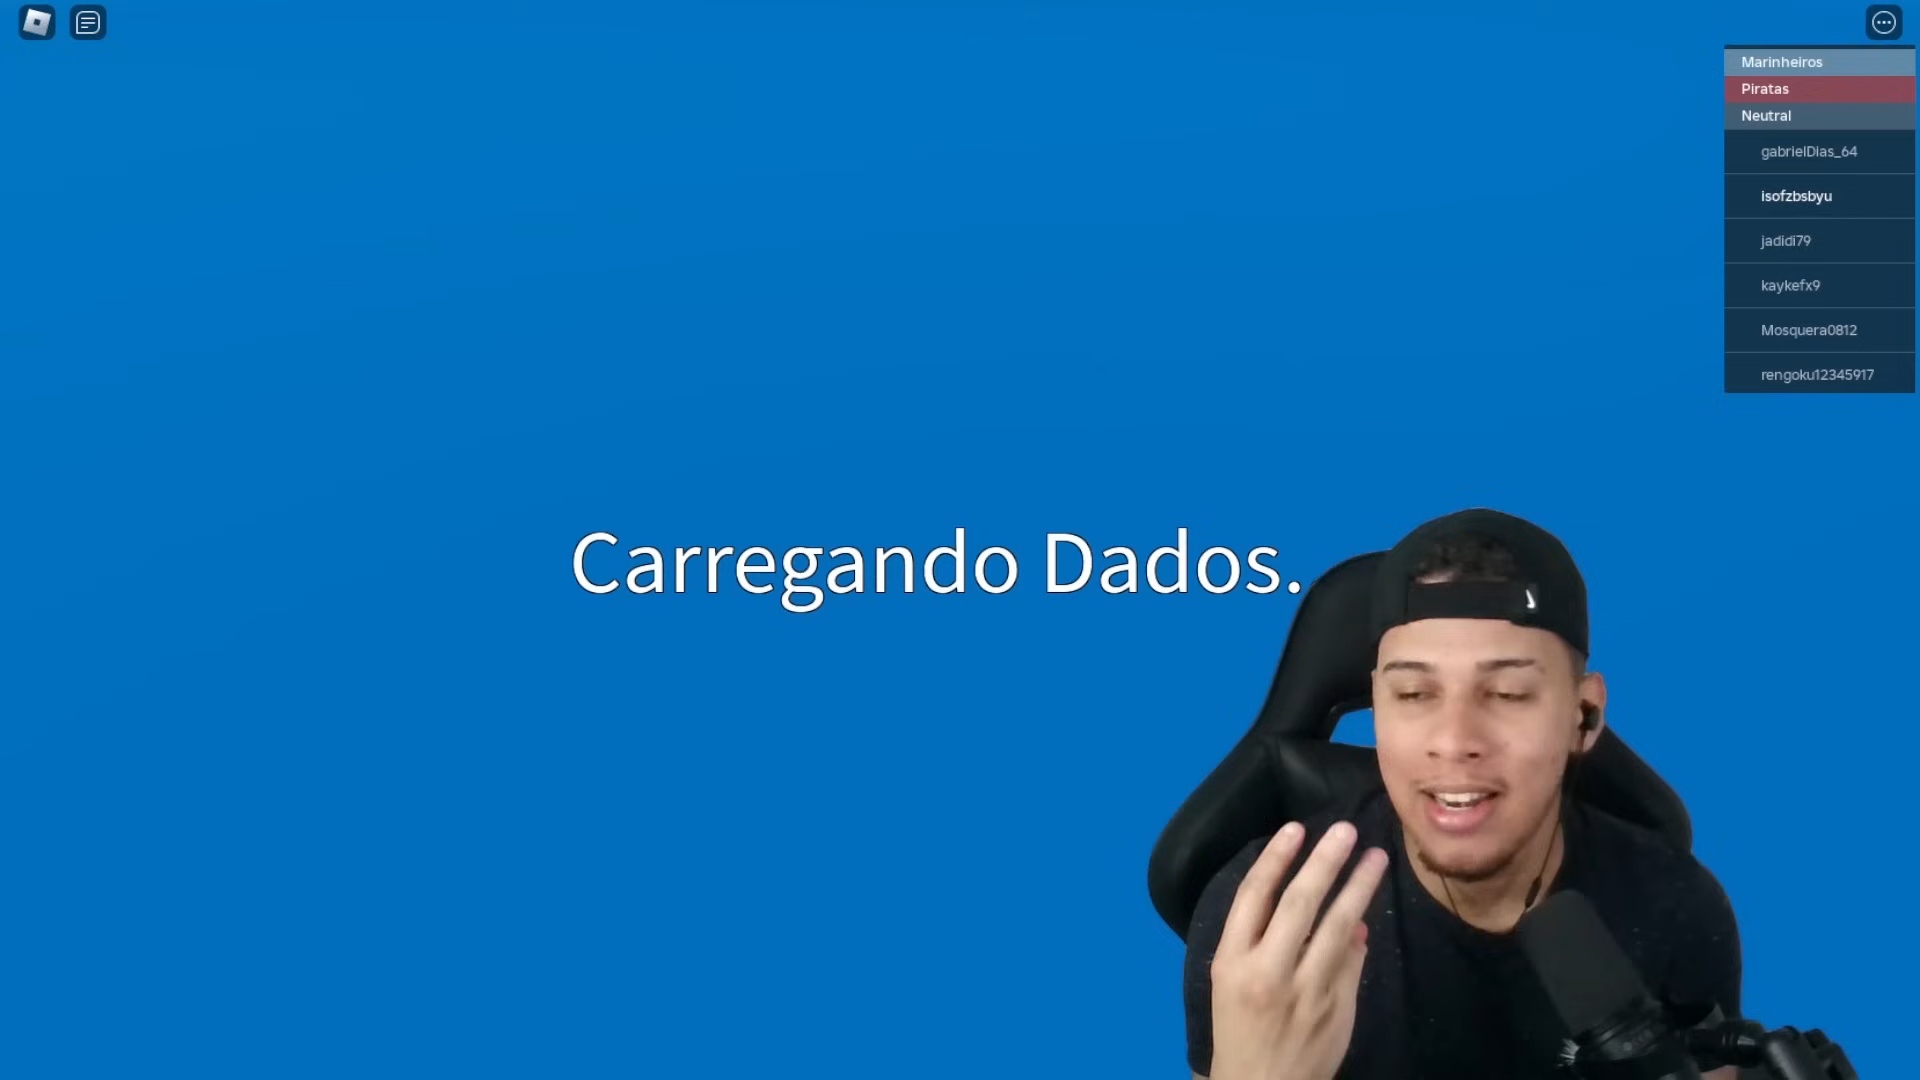 Marinheiros
Piratas
Neutral
gabrielDias_64
isofzbsbyu
jadidi79
kaykefx9
Mosquera0812
rengoku12345917
Carregando Dados.